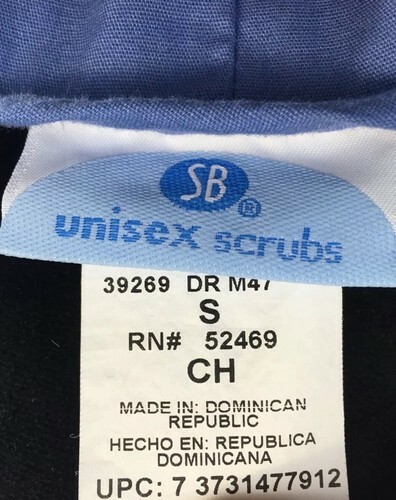 SB®
unisex scrubs
39269 DR M47
S
RN# 52469
CH
MADE IN: DOMINICAN
REPUBLIC
HECHO EN: REPUBLICA
DOMINICANA
UPC: 7 3731477912